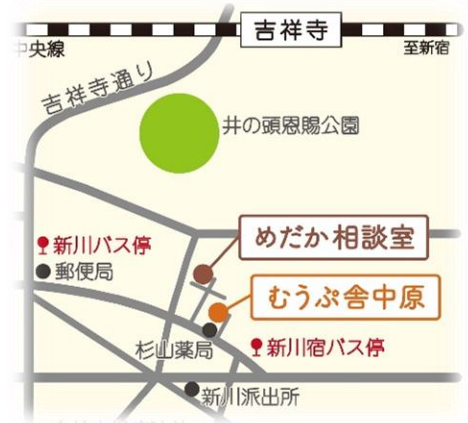 吉祥寺
中央線
至新宿
吉祥寺通り
井の頭恩賜公園
めだか相談室
新川バス停
郵便局
むうぷ舎中原
杉山薬局
新川宿バス停
新川派出所